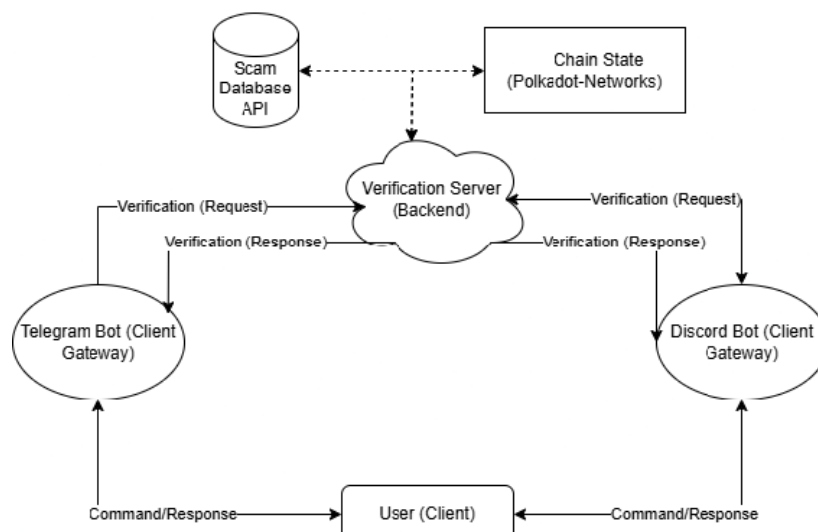 Scam
Database
API
Chain State
(Polkadot-Networks)
Verification Server
(Backend)
Verification (Request)
Verification (Request)
Verification (Response)
Verification (Response)
Telegram Bot (Client
Gateway)
Discord Bot (Client
Gateway)
Command/Response
User (Client)
Command/Response